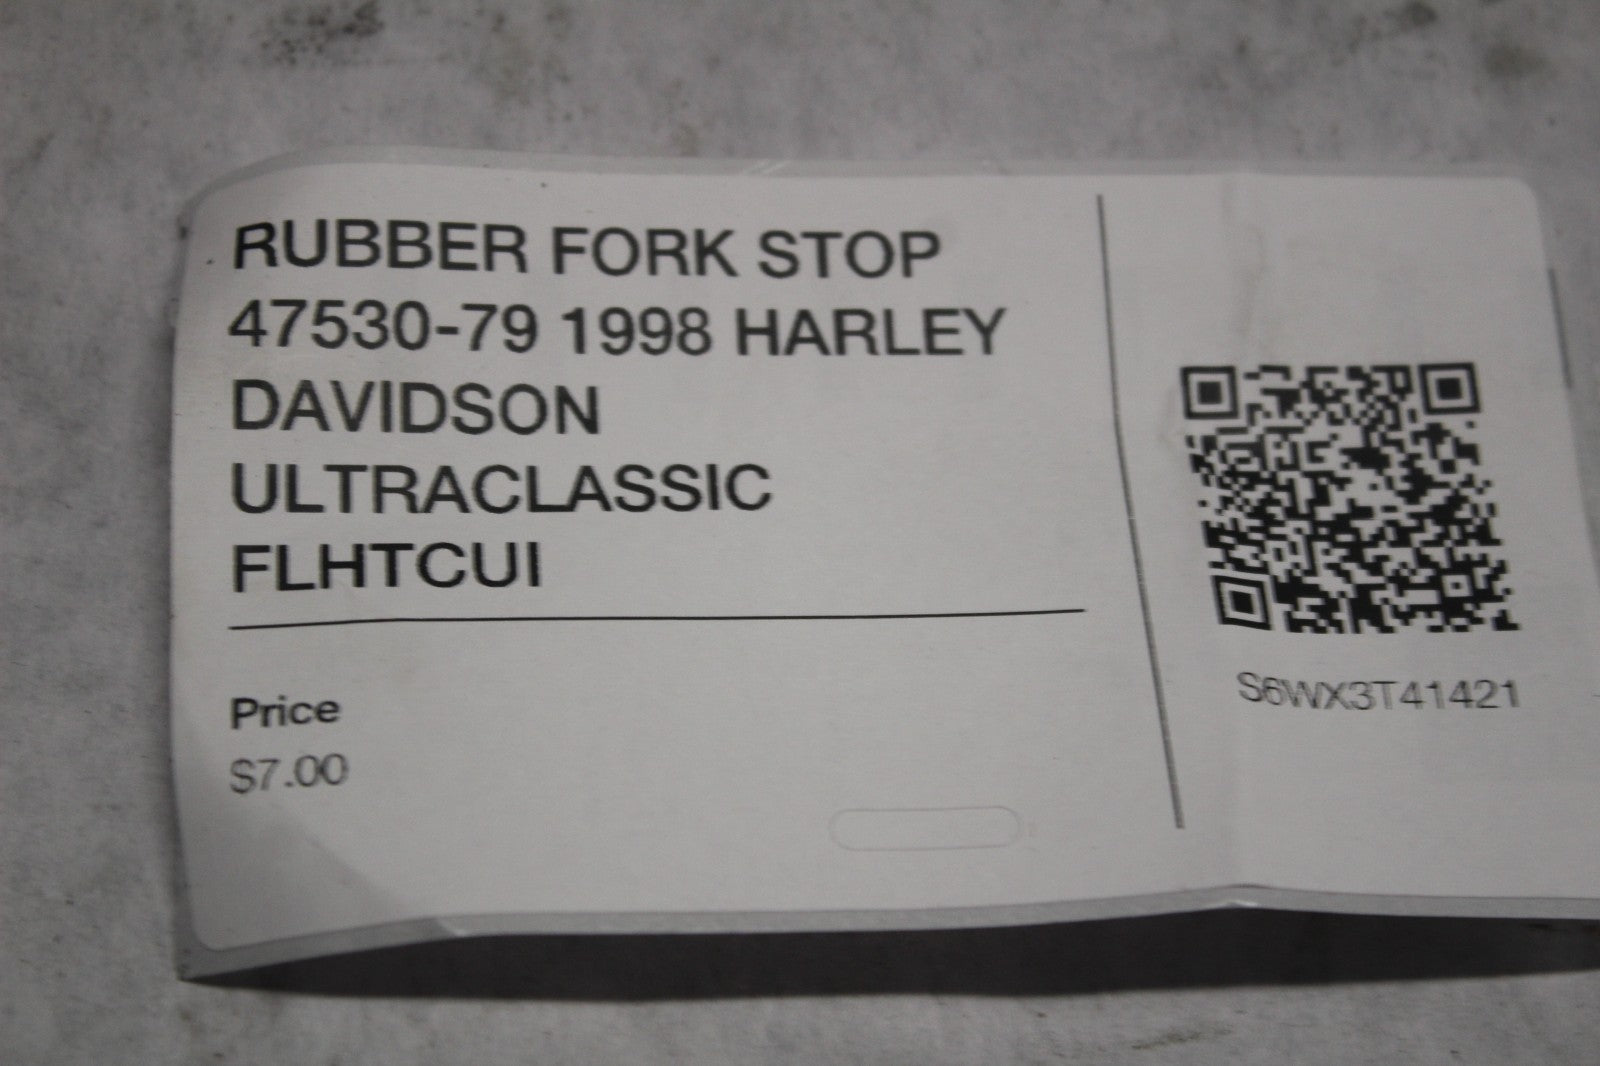 RUBBER FORK STOP
47530-79 1998 HARLEY
DAVIDSON
ULTRACLASSIC
FLHTCUI
Price
$7.00
S6WX3T41421